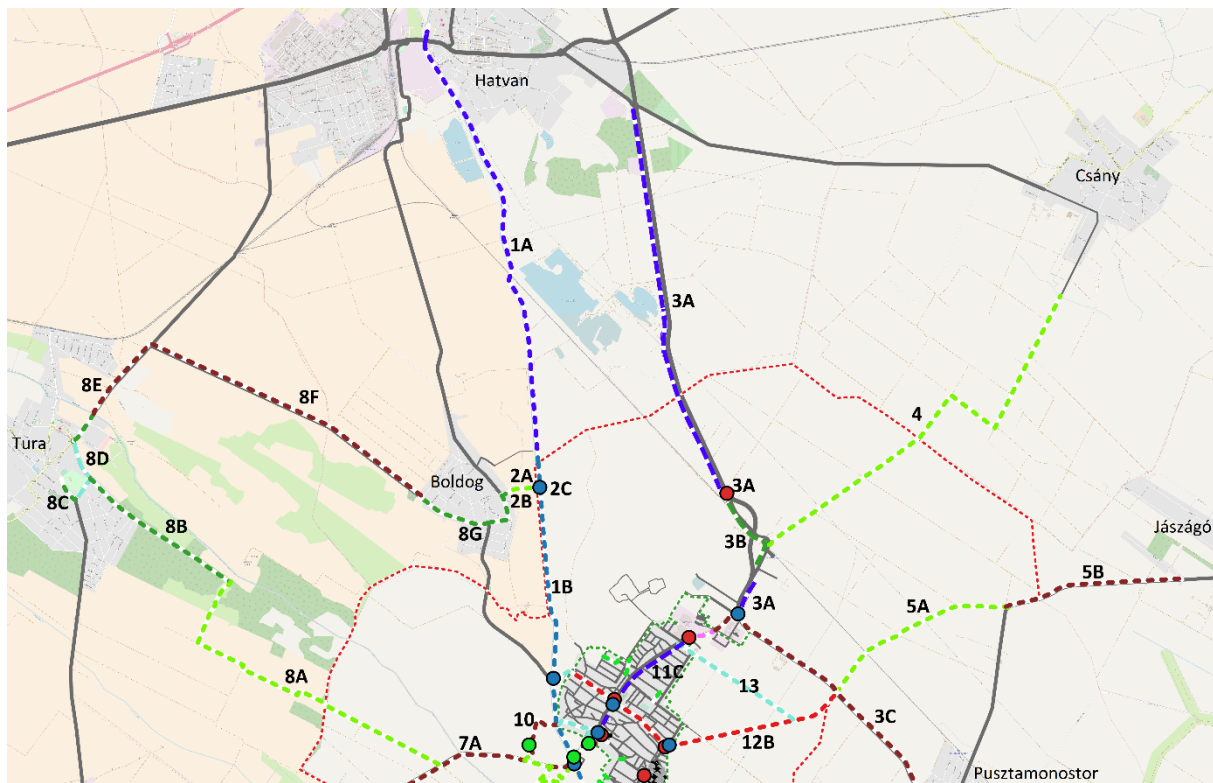 Hatvan
Csány
1A
3A
8E
8F
4
Tura
8D
Boldog
2A
2C
3A
8C
2B
8B
8G
3B
Jászágó
1B
5B
3A
5A
11C
8A
13
3C
10
7A
12B
Pusztamonostor